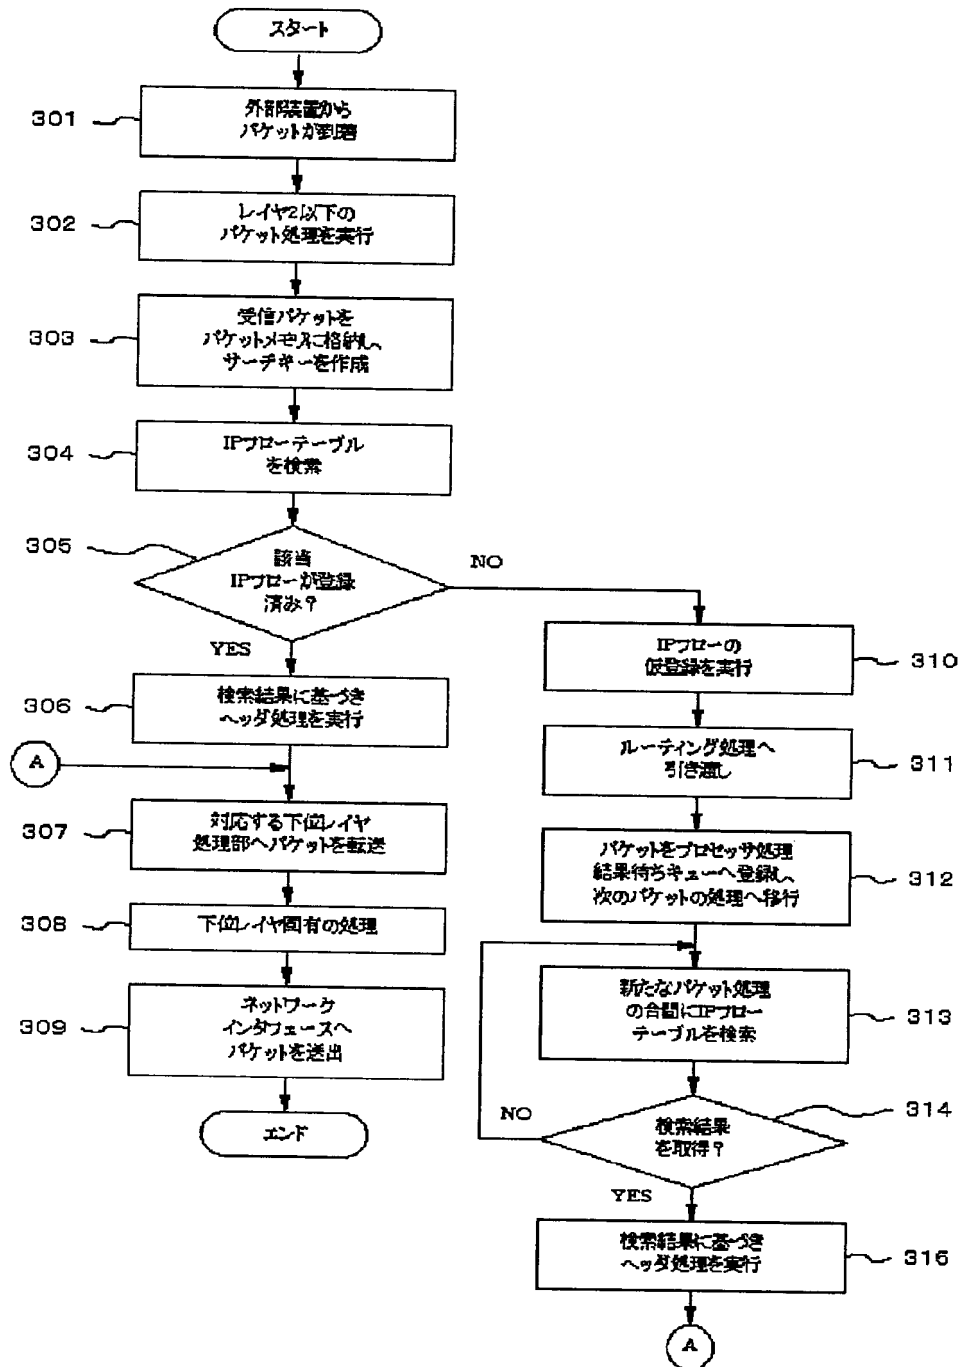 スタート
301
外部装置から
パケットが到着
302
レイヤ2以下の
パケット処理を実行
303
受信パケットを
パケットメモリに格納し、
サーチキーを作成
304
IPフローテーブル
を検索
305
該当
IPフローが登録
済み？
NO
YES
306
検索結果に基づき
ヘッダ処理を実行
A
307
対応する下位レイヤ
処理部へパケットを転送
308
下位レイヤ固有の処理
309
ネットワーク
インタフェースへ
パケットを送出
エンド
IPフローの
仮登録を実行
310
ルーティング処理へ
引き渡し
311
パケットをプロセッサ処理
結果待ちキューへ登録し、
次のパケットの処理へ移行
312
新たなパケット処理
の合間にIPフロー
テーブルを検索
313
NO
検索結果
を取得？
314
YES
検索結果に基づき
ヘッダ処理を実行
316
A